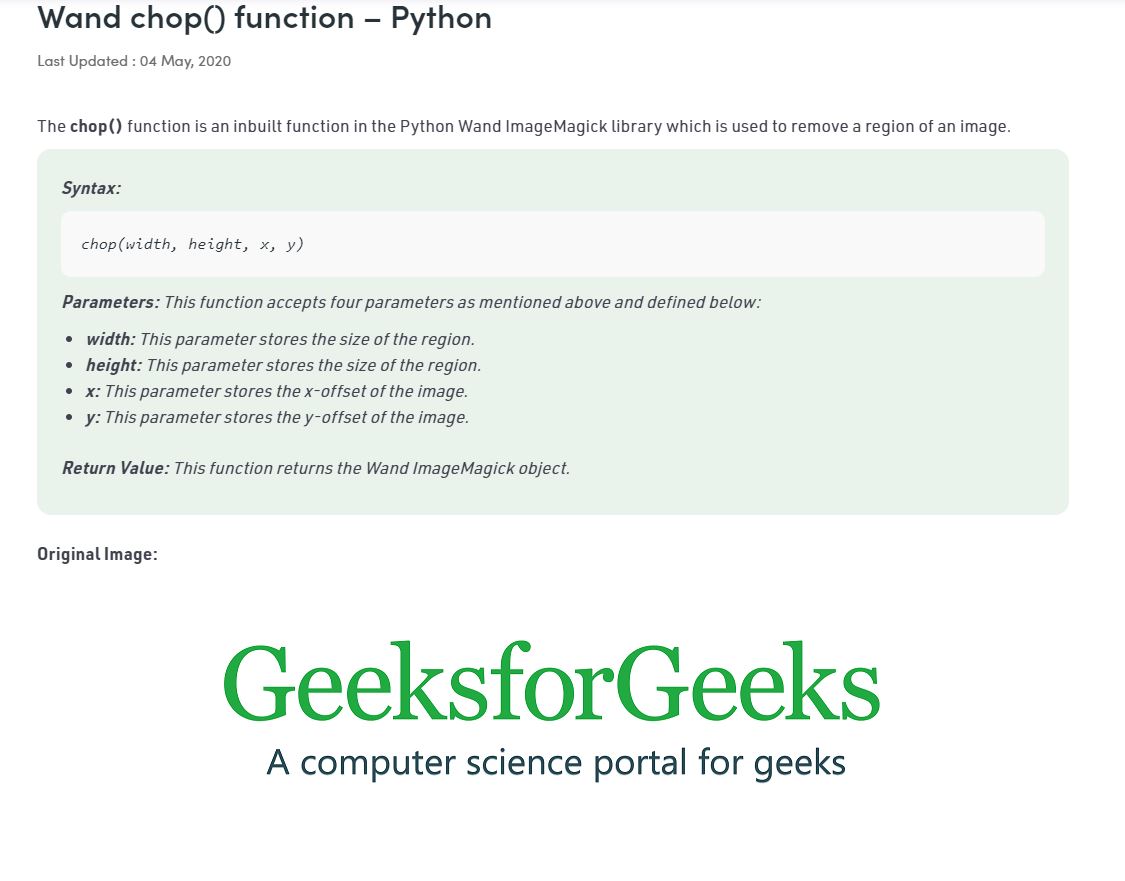 Wand chop() function – Python
Last Updated : 04 May, 2020
The chop() function is an inbuilt function in the Python Wand ImageMagick library which is used to remove a region of an image.
Syntax:
chop(width, height, x, y)
Parameters: This function accepts four parameters as mentioned above and defined below:
• width: This parameter stores the size of the region.
• height: This parameter stores the size of the region.
• x: This parameter stores the x-offset of the image.
• y: This parameter stores the y-offset of the image.
Return Value: This function returns the Wand ImageMagick object.
Original Image:
GeeksforGeeks
A computer science portal for geeks